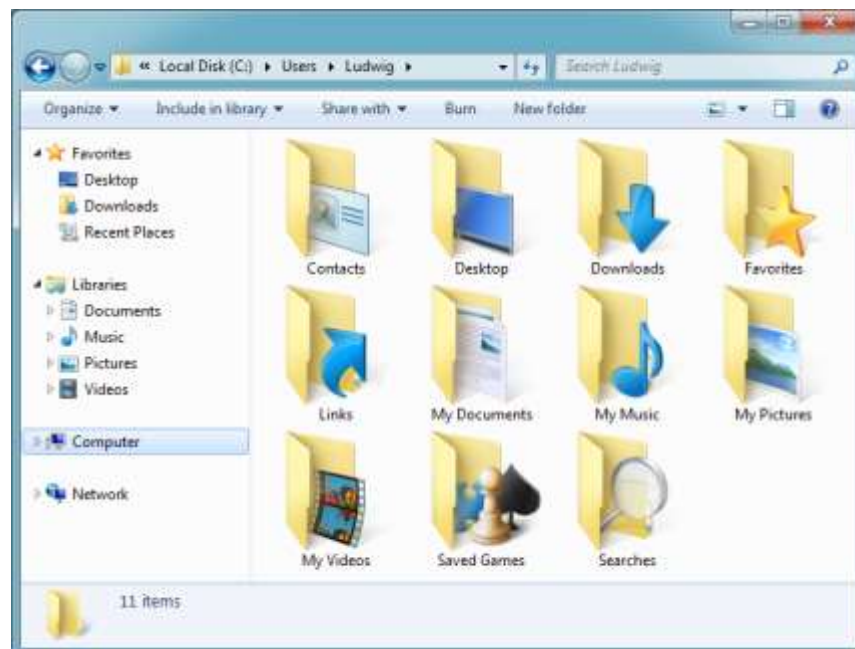 « Local Disk (C:) Users Ludwig Search Ludwig
Organize Include in library Share with Burn New folder
Favorites
Desktop
Downloads
Recent Places
Libraries
Documents
Music
Pictures
Videos
Computer
Network
Contacts Desktop Downloads Favorites
Links My Documents My Music My Pictures
My Videos Saved Games Searches
11 items